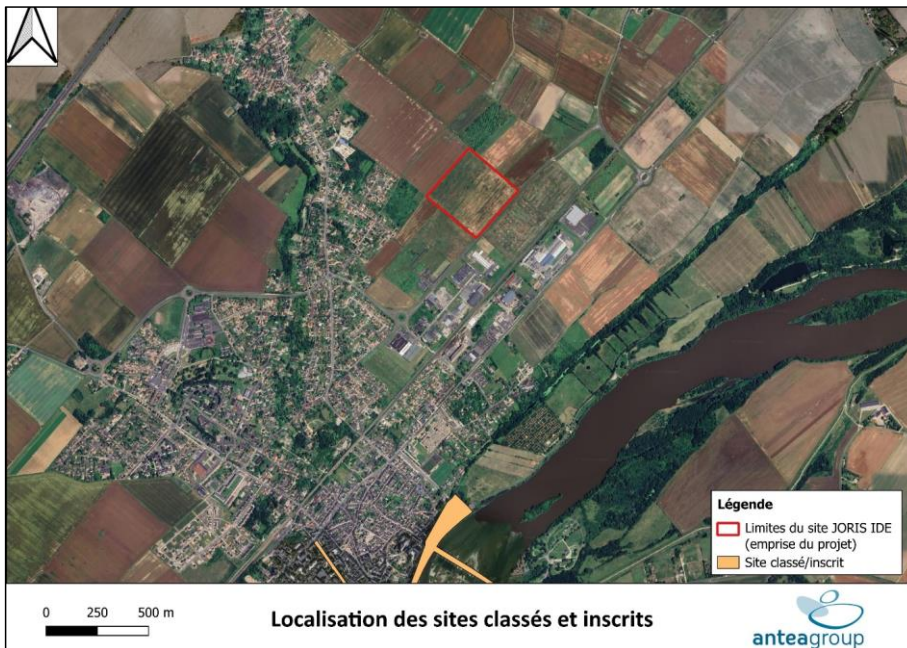 Légende
Limites du site JORIS IDE
(emprise du projet)
Site classé/inscrit
0 250 500 m
Localisation des sites classés et inscrits
anteagroup